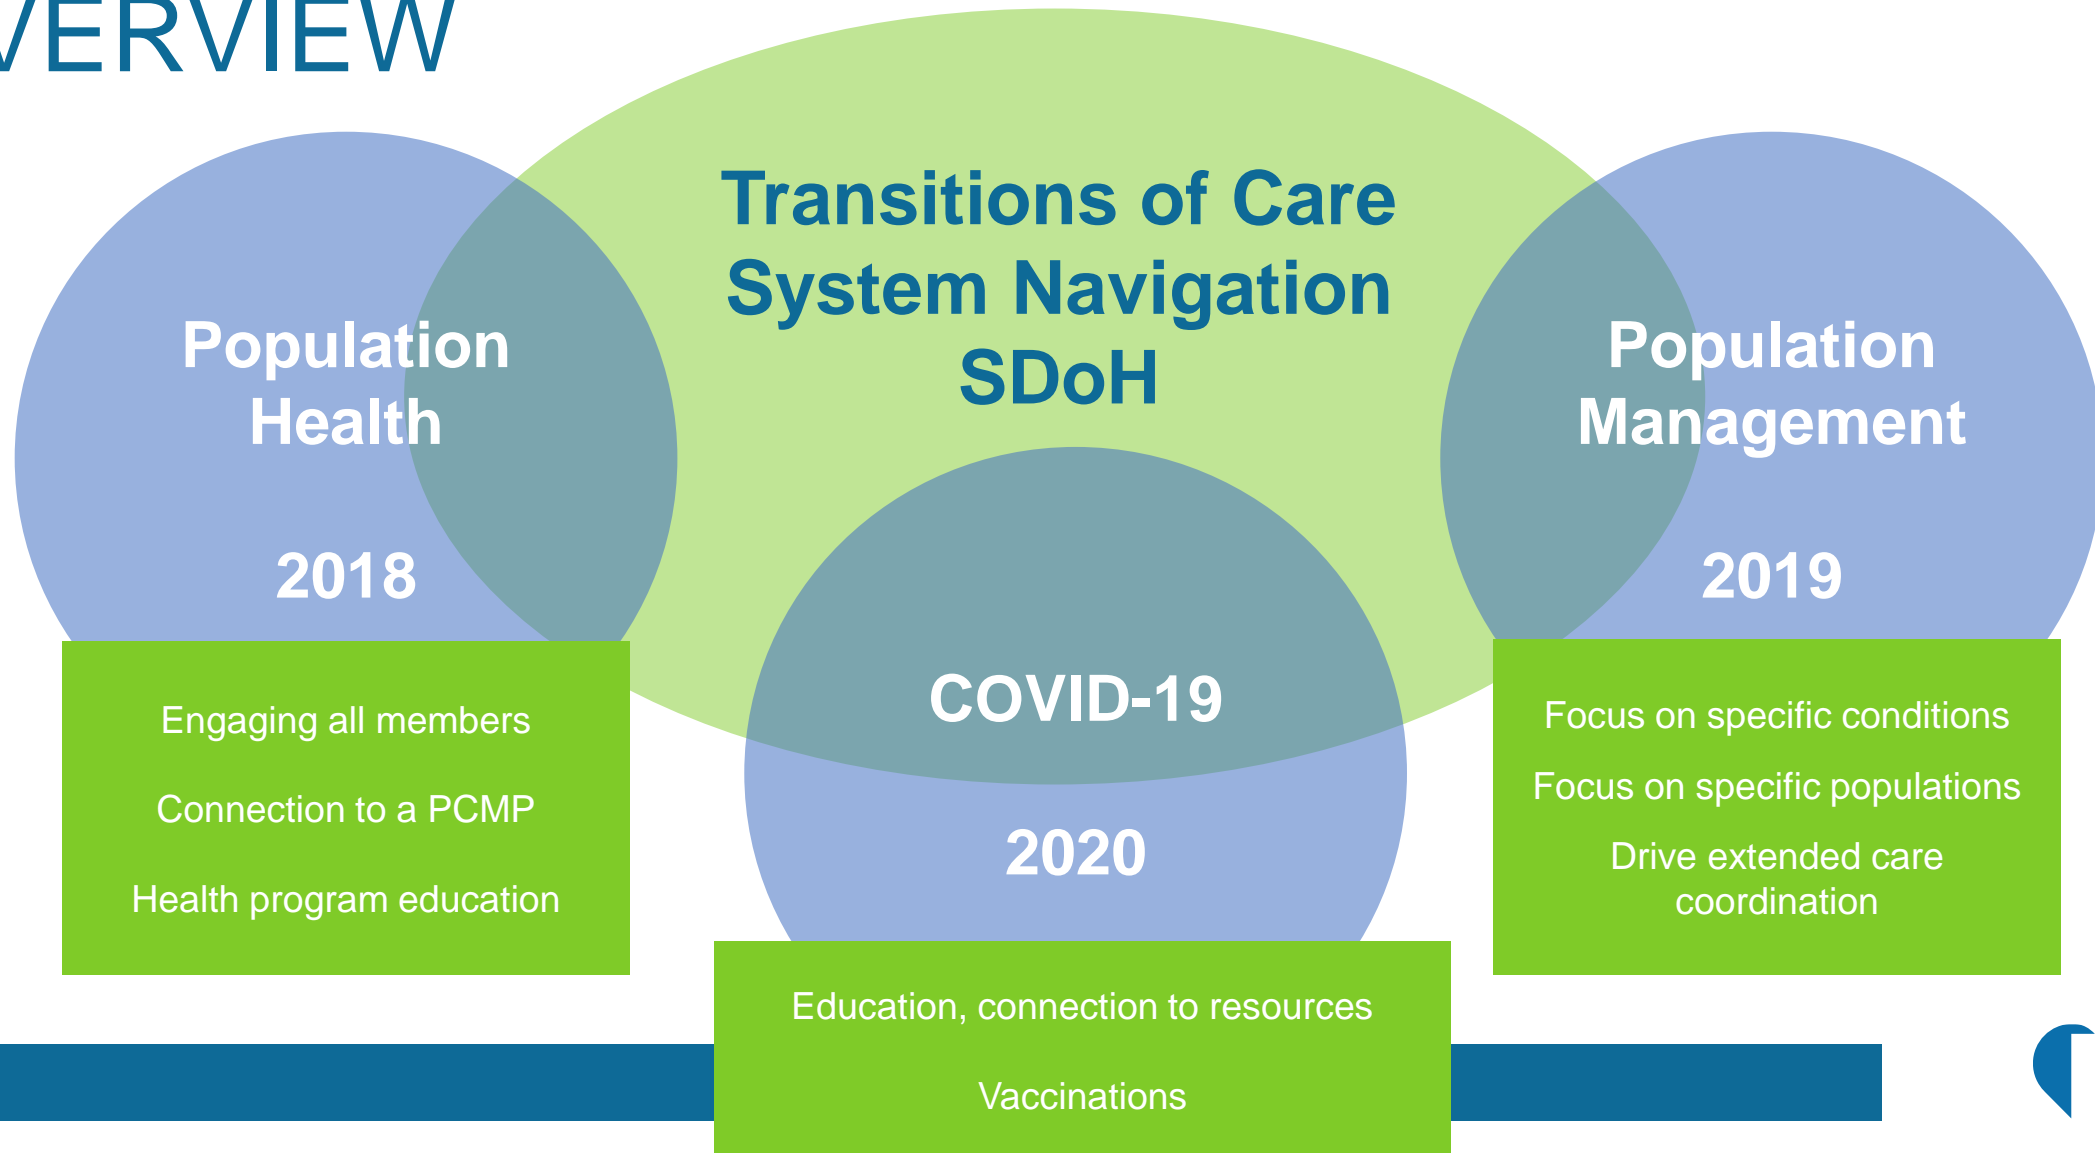 VERVIEW
Transitions of Care
System Navigation
SDoH
Population
Health
2018
Population
Management
2019
COVID-19
2020
Engaging all members
Connection to a PCMP
Health program education
Focus on specific conditions
Focus on specific populations
Drive extended care
coordination
Education, connection to resources
Vaccinations